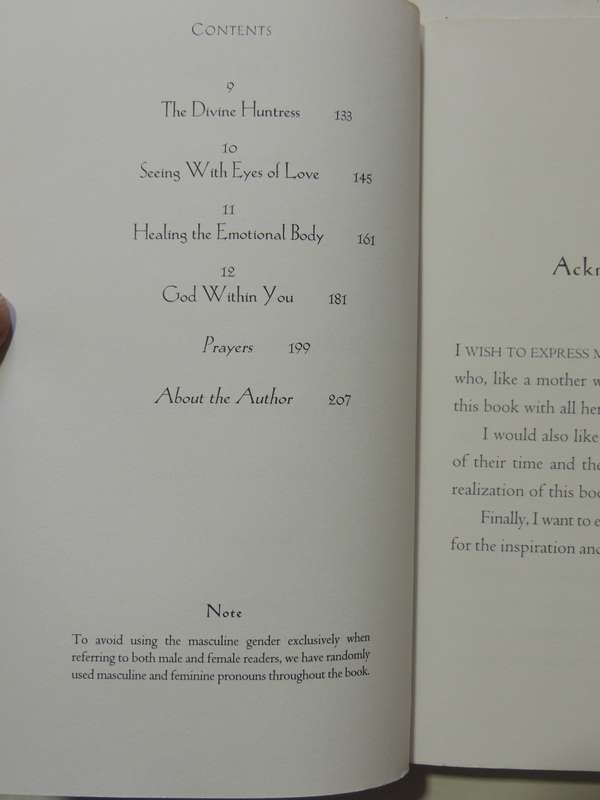 CONTENTS
9
The Divine Huntress 133
10
Seeing With Eyes of Love 145
11
Healing the Emotional Body 161
12
God Within You 181
Prayers 199
About the Author 207
Note
To avoid using the masculine gender exclusively when
referring to both male and female readers, we have randomly
used masculine and feminine pronouns throughout the book.
I WISH TO EXPRESS
who, like a mother
this book with all her
I would also like
of their time and the
realization of this
Finally, I want to
for the inspiration and